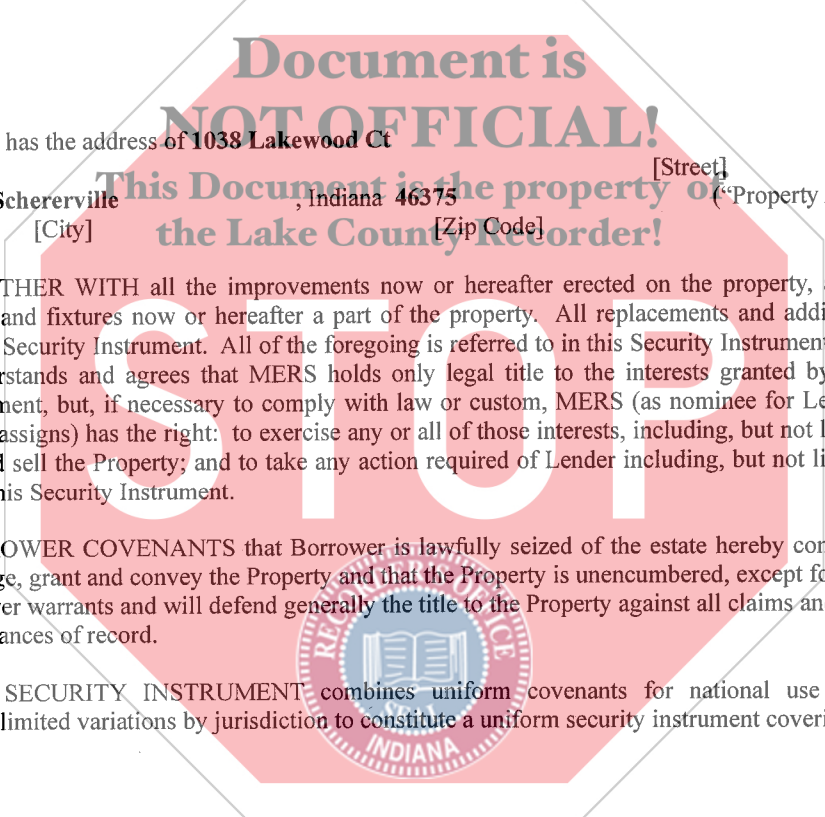 Document is
NOT OFFICIAL!
has the address of 1038 Lakewood Ct
[Street]
This Document is the property of
Schererville , Indiana 46375 ("Property
[City] [Zip Code]
the Lake County Recorder!
THER WITH all the improvements now or hereafter erected on the property,
and fixtures now or hereafter a part of the property. All replacements and addi
Security Instrument. All of the foregoing is referred to in this Security Instrument
rstands and agrees that MERS holds only legal title to the interests granted by
ment, but, if necessary to comply with law or custom, MERS (as nominee for Le
assigns) has the right: to exercise any or all of those interests, including, but not l
d sell the Property; and to take any action required of Lender including, but not li
his Security Instrument.
STOP
OWER COVENANTS that Borrower is lawfully seized of the estate hereby con
ge, grant and convey the Property and that the Property is unencumbered, except fo
er warrants and will defend generally the title to the Property against all claims an
ances of record.
SECURITY INSTRUMENT combines uniform covenants for national use
limited variations by jurisdiction to constitute a uniform security instrument coveri
RECORDER'S OFFICE
SEAL
INDIANA